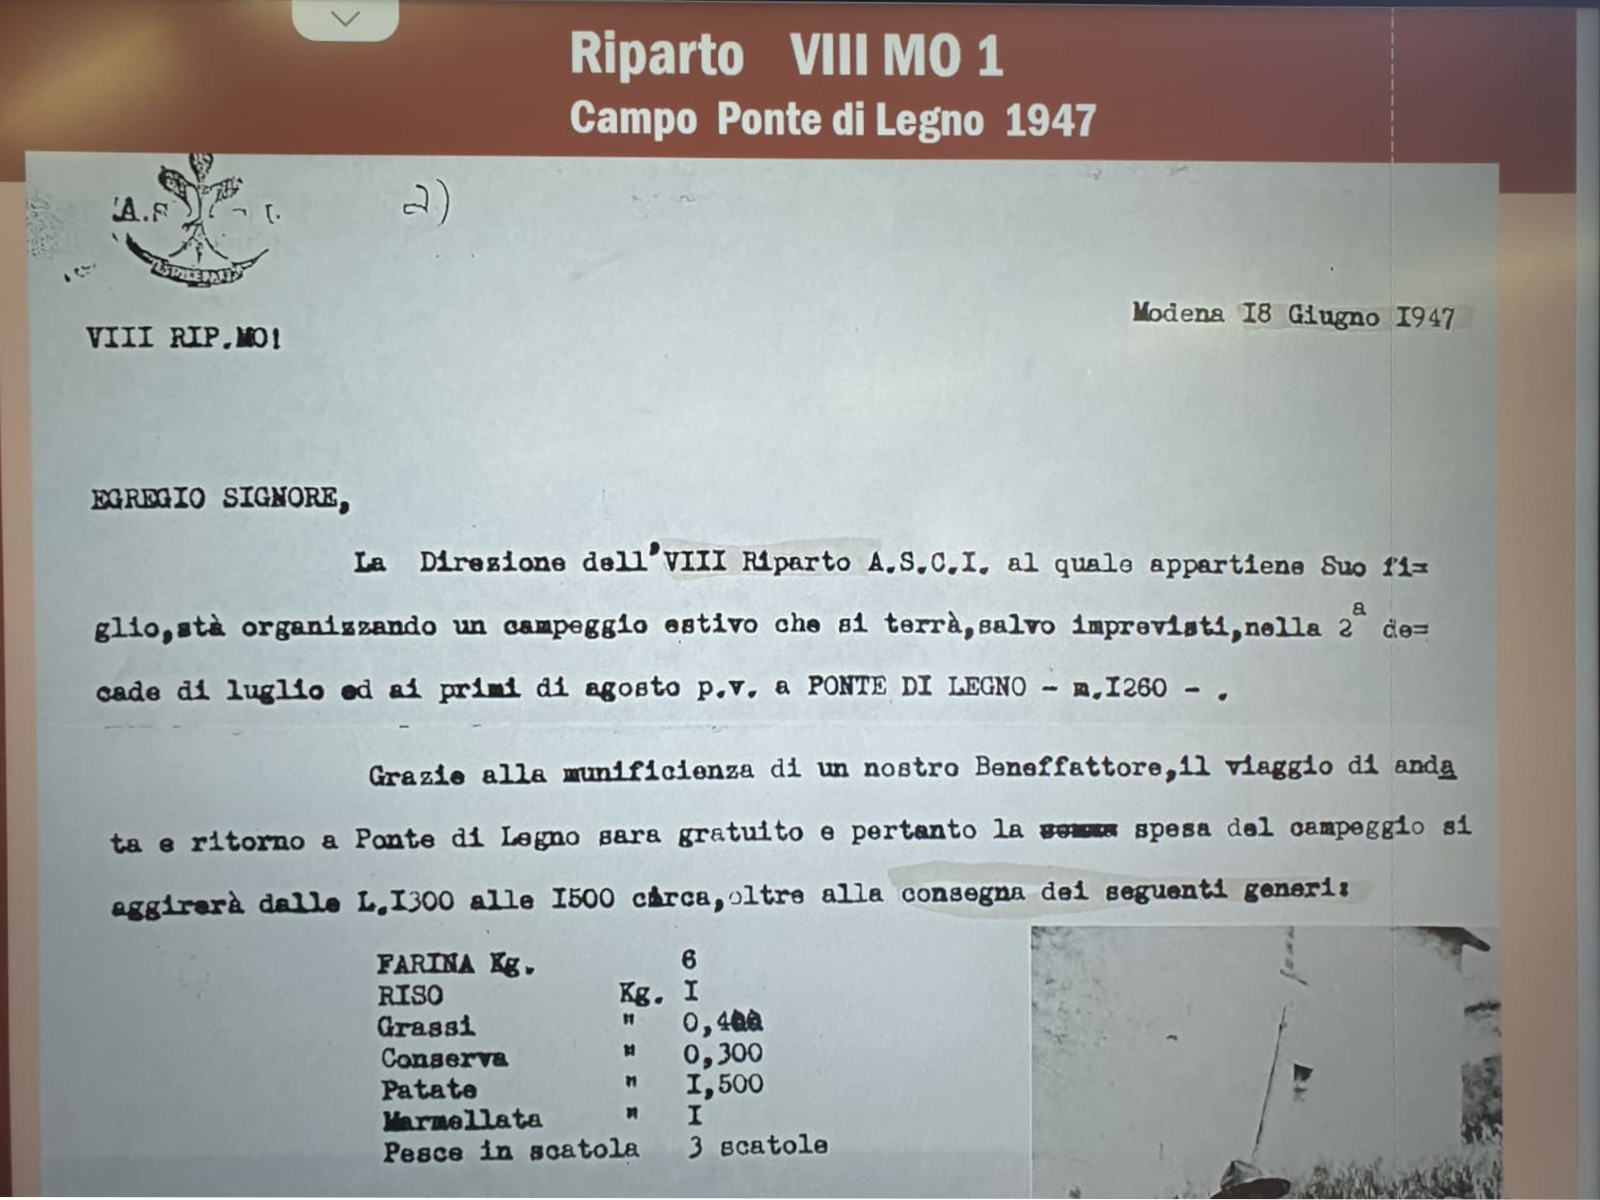 Riparto VIII MO 1
Campo Ponte di Legno 1947
2)
Modena I8 Giugno I947
VIII RIP.MO!
EGREGIO SIGNORE,
La Direzione dell'VIII Riparto A.S.C.I. al quale appartiene Suo fi=
glio,stà organizzando un campeggio estivo che si terrà,salvo imprevisti,nella 2a de=
cade di luglio ed ai primi di agosto p.v. a PONTE DI LEGNO - m.I260 - .
Grazie alla munificienza di un nostro Beneffattore,il viaggio di anda
ta e ritorno a Ponte di Legno sara gratuito e pertanto la spesa del campeggio si
aggirerà dalle L.I300 alle I500 circa,oltre alla consegna dei seguenti generi:
FARINA Kg. 6
RISO Kg. I
Grassi " 0,400
Conserva " 0,300
Patate " I,500
Marmellata " I
Pesce in scatola 3 scatole